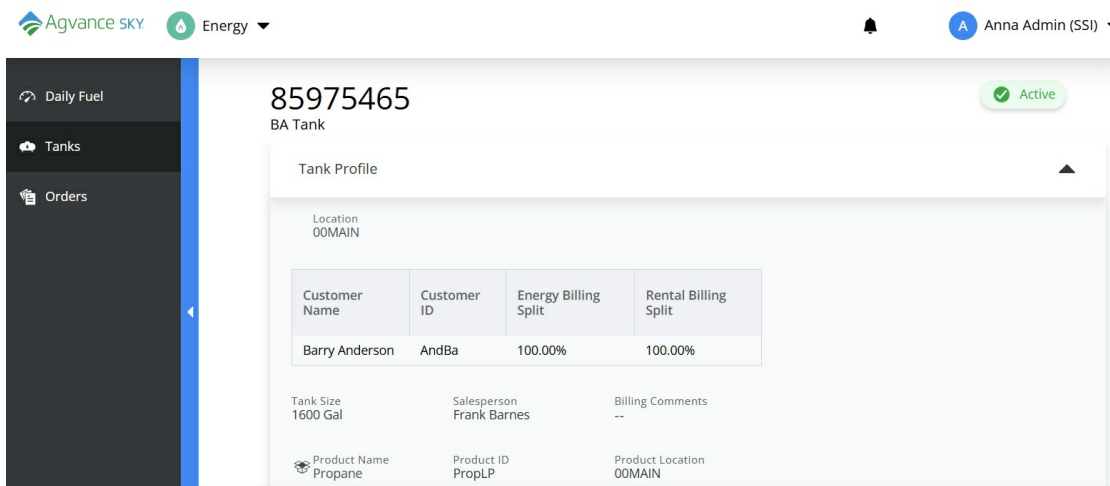 Agvance SKY
Energy
A Anna Admin (SSI)
Daily Fuel
Tanks
Orders
85975465
BA Tank
Active
Tank Profile
Location
00MAIN
Customer Name Customer ID Energy Billing Split Rental Billing Split
Barry Anderson AndBa 100.00% 100.00%
Tank Size Salesperson Billing Comments
1600 Gal Frank Barnes --
Product Name Product ID Product Location
Propane PropLP 00MAIN